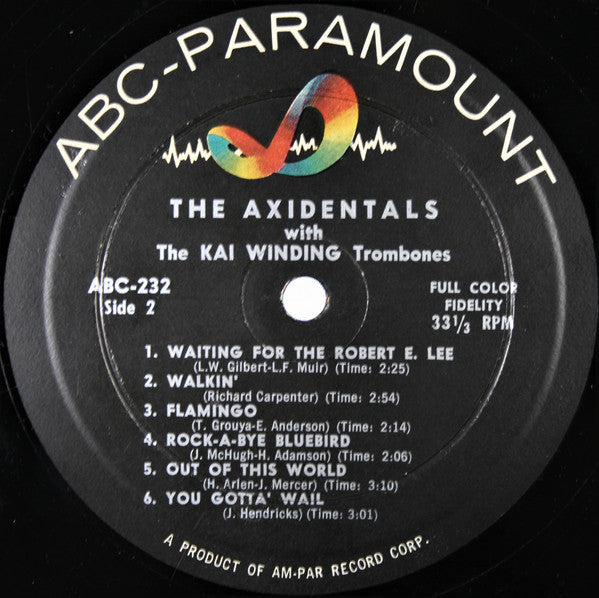 ABC-PARAMOUNT
THE AXIDENTALS
with
The KAI WINDING Trombones
ABC-232
Side 2
FULL COLOR
FIDELITY
33 1/3 RPM
1. WAITING FOR THE ROBERT E. LEE
(L.W. Gilbert-L.F. Muir) (Time: 2:25)
2. WALKIN'
(Richard Carpenter) (Time: 2:54)
3. FLAMINGO
(T. Grouya-E. Anderson) (Time: 2:14)
4. ROCK-A-BYE BLUEBIRD
(J. McHugh-H. Adamson) (Time: 2:06)
5. OUT OF THIS WORLD
(H. Arlen-J. Mercer) (Time: 3:10)
6. YOU GOTTA' WAIL
(J. Hendricks) (Time: 3:01)
A PRODUCT OF AM-PAR RECORD CORP.